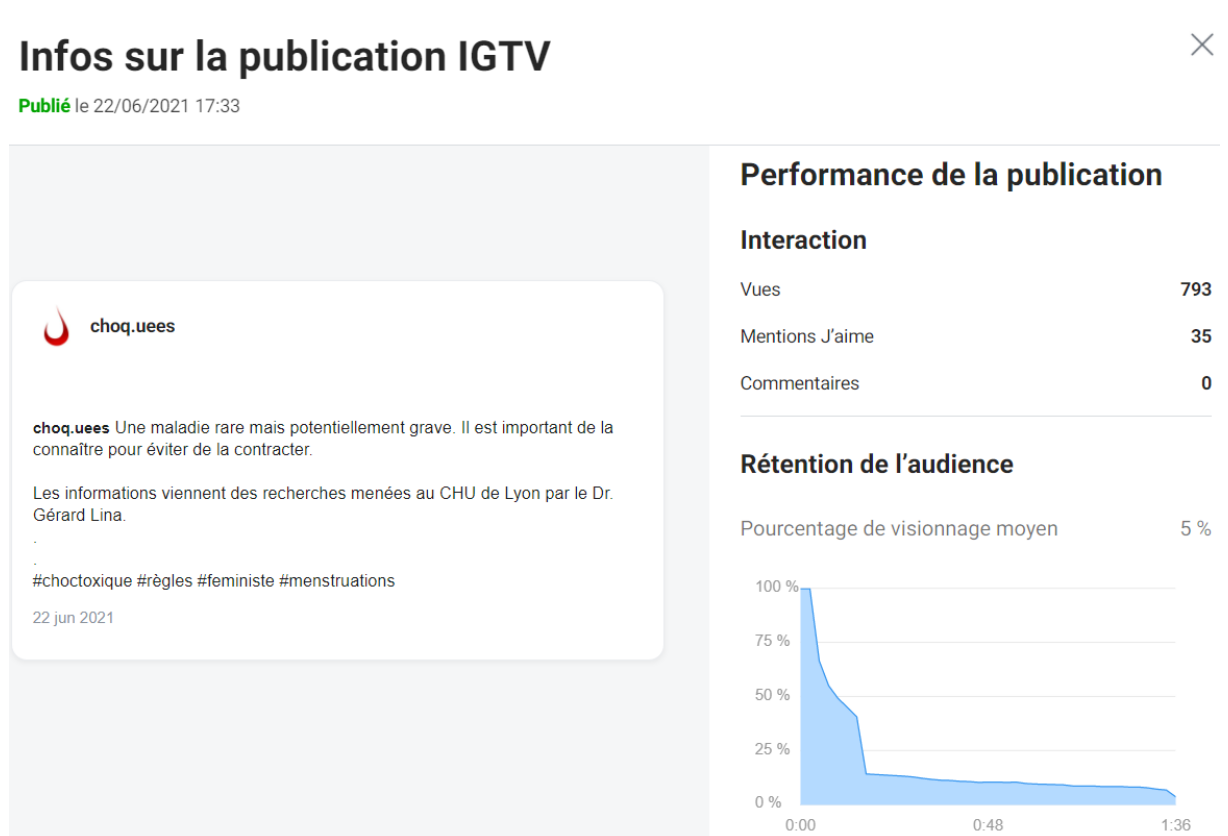 Infos sur la publication IGTV
Publié le 22/06/2021 17:33
choq.uees
choq.uees Une maladie rare mais potentiellement grave. Il est important de la
connaître pour éviter de la contracter.
Les informations viennent des recherches menées au CHU de Lyon par le Dr.
Gérard Lina.
.
.
#choctoxique #règles #feministe #menstruations
22 jun 2021
Performance de la publication
Interaction
Vues 793
Mentions J'aime 35
Commentaires 0
Rétention de l'audience
Pourcentage de visionnage moyen 5 %
100 %
75 %
50 %
25 %
0 %
0:00 0:48 1:36